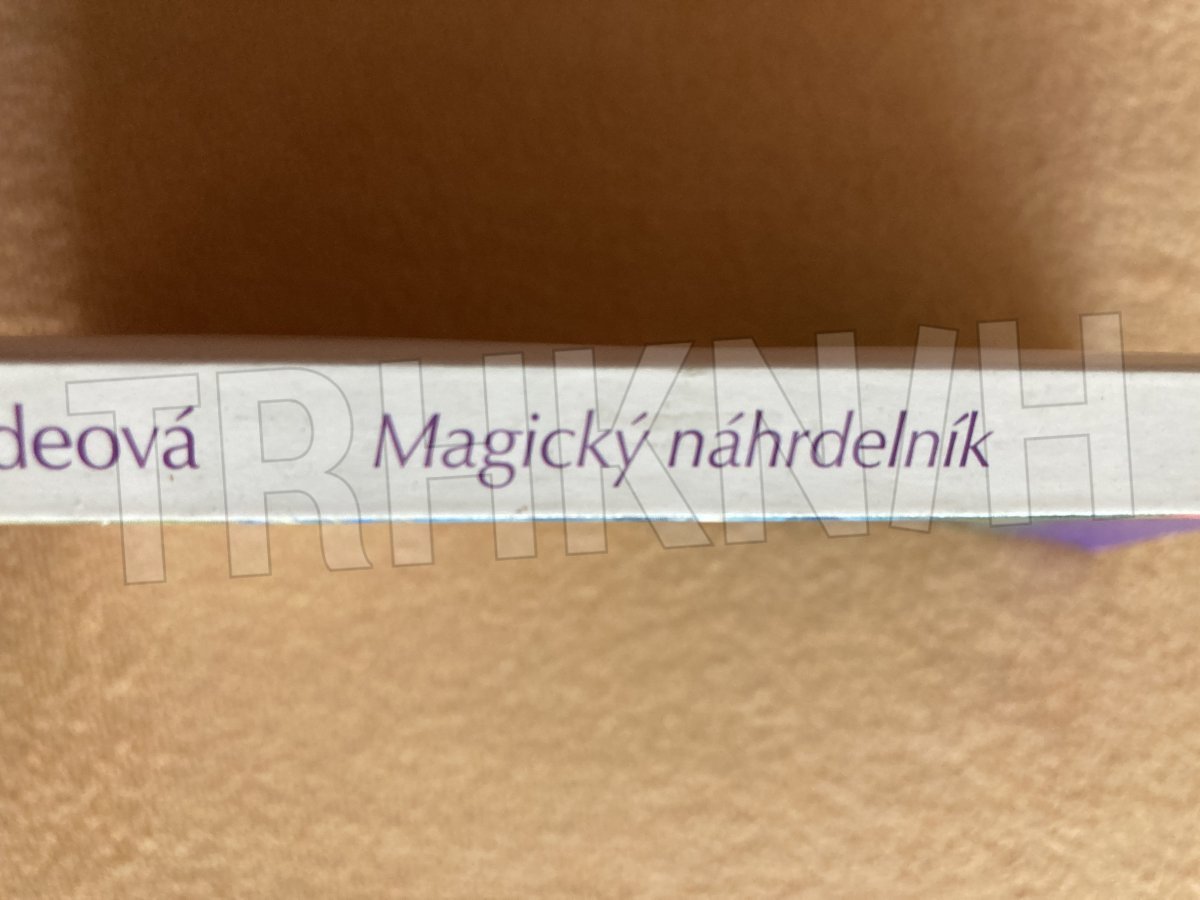 deová Magický náhrdelník
TRHKNIH